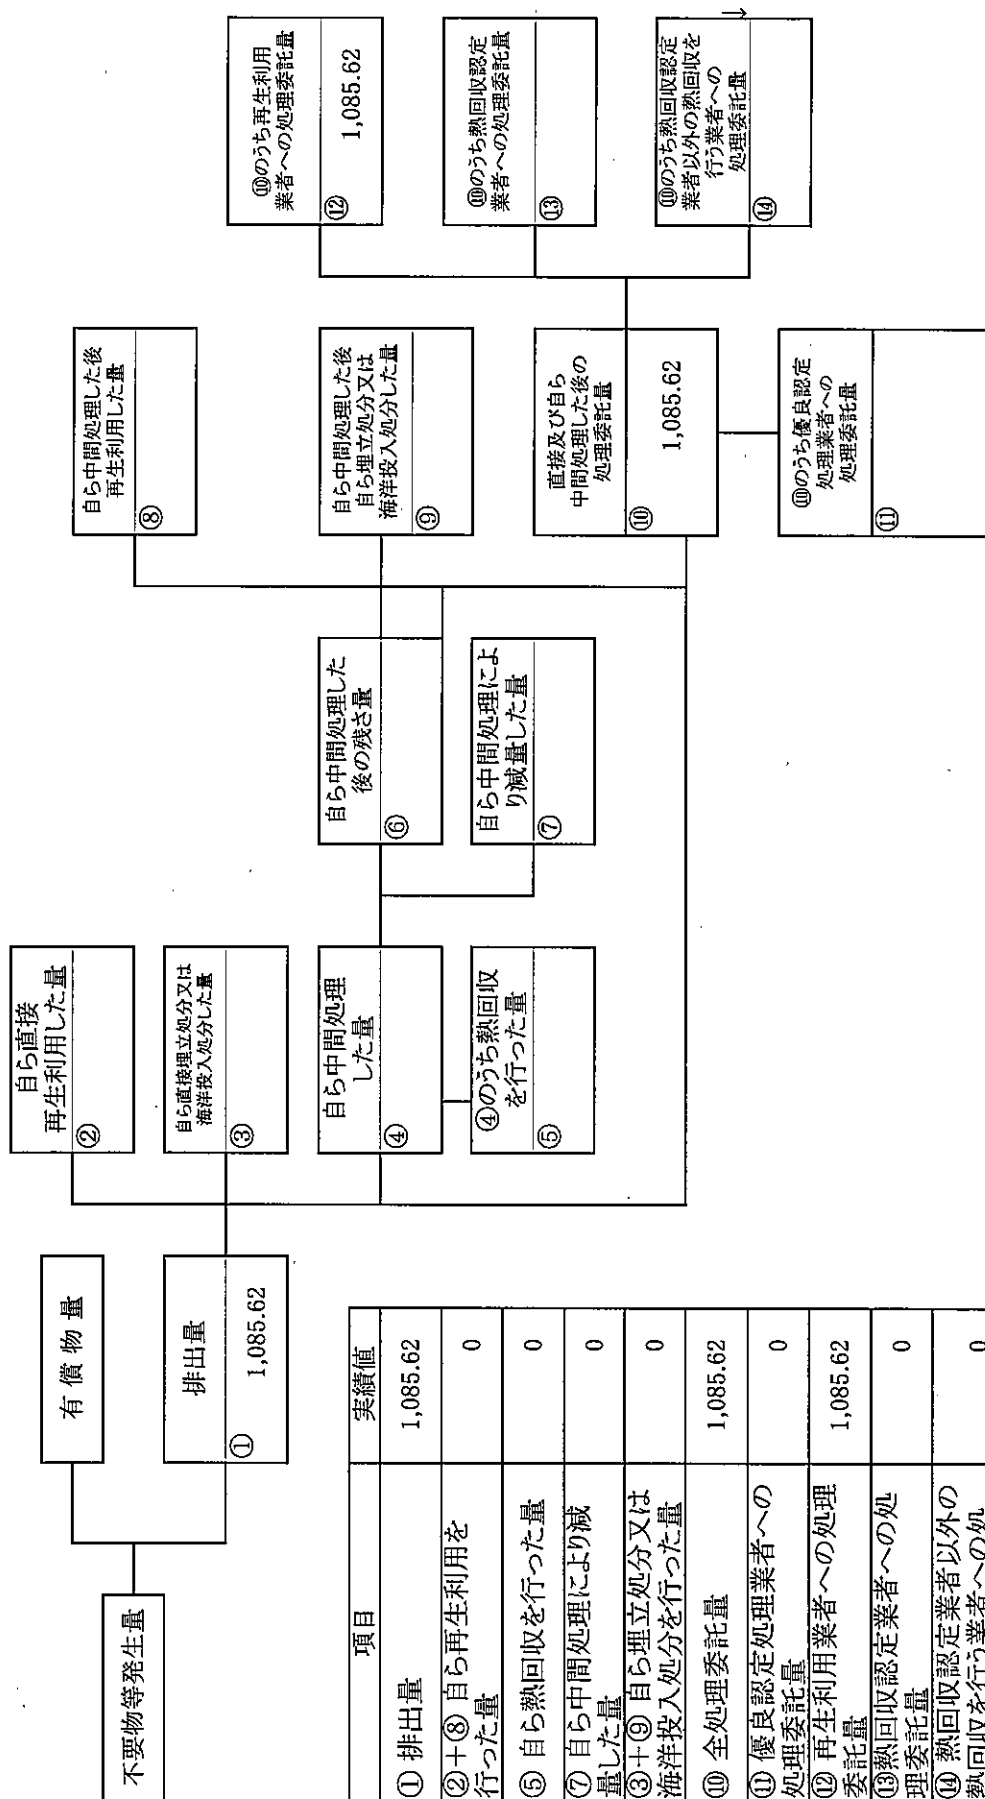 不要物等発生量
有償物量
排出量
① 1,085.62
自ら直接
再生利用した量
②
自ら直接埋立処分又は
海洋投入処分した量
③
自ら中間処理
した量
④
④のうち熱回収
を行った量
⑤
自ら中間処理した
後の残さ量
⑥
自ら中間処理によ
り減量した量
⑦
自ら中間処理した後
再生利用した量
⑧
自ら中間処理した後
自ら埋立処分又は
海洋投入処分した量
⑨
直接及び自ら
中間処理した後の
処理委託量
⑩ 1,085.62
⑩のうち優良認定
処理業者への
処理委託量
⑪
⑩のうち再生利用
業者への処理委託量
⑫ 1,085.62
⑩のうち熱回収認定
業者への処理委託量
⑬
⑩のうち熱回収認定
業者以外の熱回収を
行う業者への
処理委託量
⑭
項目 実績値
① 排出量 1,085.62
②+⑧ 自ら再生利用を
行った量 0
⑤ 自ら熱回収を行った量 0
⑦ 自ら中間処理により減
量した量 0
③+⑨ 自ら埋立処分又は
海洋投入処分を行った量 0
⑩ 全処理委託量 1,085.62
⑪ 優良認定処理業者への
処理委託量 0
⑫ 再生利用業者への処理
委託量 1,085.62
⑬熱回収認定業者への処
理委託量 0
⑭ 熱回収認定業者以外の
熱回収を行う業者への処 0